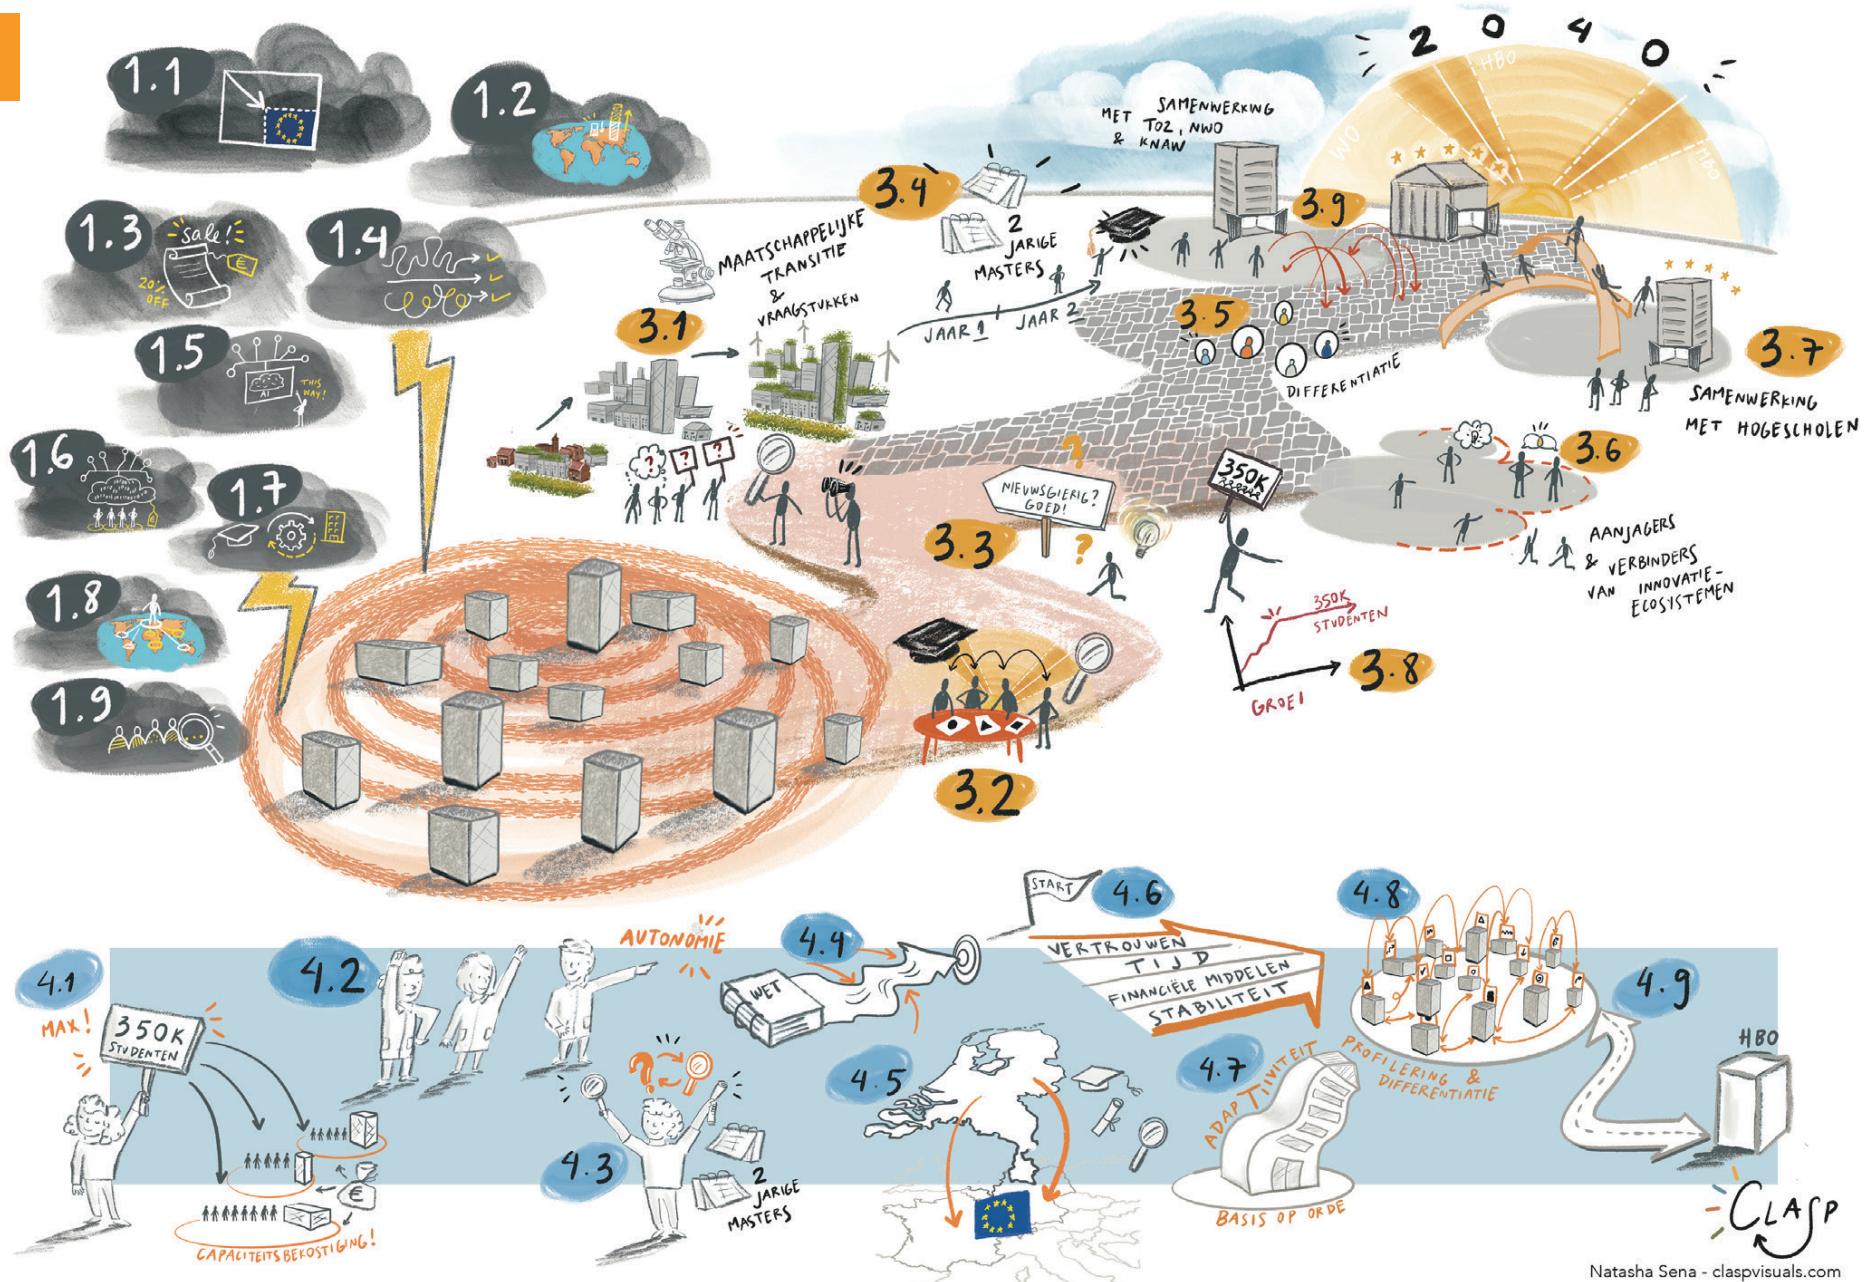 1.1
1.2
1.3
sale!
20%
OFF
€
1.4
1.5
AI
THIS
WAY!
1.6
€
1.7
1.8
1.9
2040
WO
HBO
MBO
MET SAMENWERKING
TO2, NWO
& KNAW
3.4
2
JARIGE
MASTERS
JAAR 1
JAAR 2
3.9
3.1
MAATSCHAPPELIJKE
TRANSITIE
&
VRAAGSTUKKEN
? ? ?
3.5
DIFFERENTIATIE
3.7
SAMENWERKING
MET HOGESCHOLEN
3.6
AANJAGERS
& VERBINDERS
VAN INNOVATIE-
ECOSYSTEMEN
?
NIEUWSGIERIG?
GOED!
?
3.3
350K
350K
STUDENTEN
GROEI
3.8
3.2
4.1
MAX!
350K
STUDENTEN
€
CAPACITEITSBEKOSTIGING!
4.2
AUTONOMIE
4.3
?
2
JARIGE
MASTERS
4.4
WET
4.5
START
4.6
VERTROUWEN
TIJD
FINANCIËLE MIDDELEN
STABILITEIT
4.7
ADAPTIVITEIT
BASIS OP ORDE
4.8
PROFILERING &
DIFFERENTIATIE
4.9
HBO
CLASP
Natasha Sena - claspvisuals.com